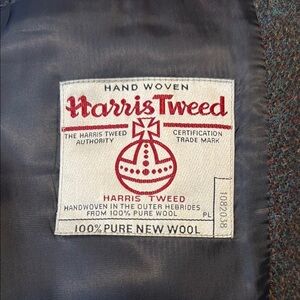 HAND WOVEN
Harris Tweed
THE HARRIS TWEED AUTHORITY
CERTIFICATION TRADE MARK
HARRIS TWEED
HANDWOVEN IN THE OUTER HEBRIDES
FROM 100% PURE WOOL
PL
1082038
100% PURE NEW WOOL